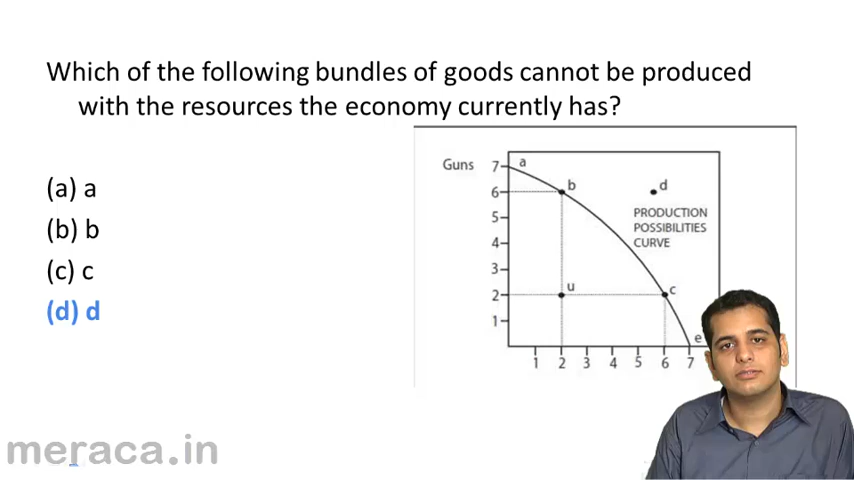 Which of the following bundles of goods cannot be produced
with the resources the economy currently has?
(a) a
(b) b
(c) c
(d) d
Guns
7
a
6
b
d
5
PRODUCTION
POSSIBILITIES
CURVE
4
3
u
2
c
1
e
1 2 3 4 5 6 7
meraca.in